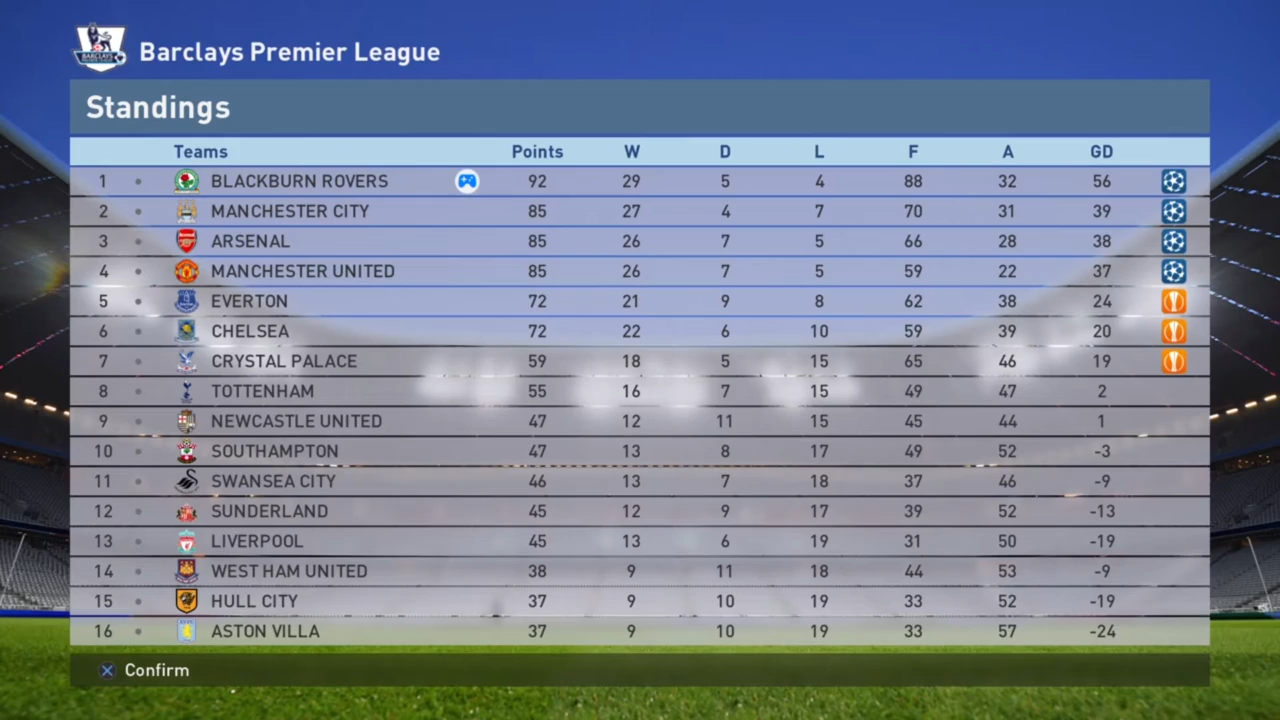 Barclays Premier League
Standings
Teams Points W D L F A GD
1 BLACKBURN ROVERS 92 29 5 4 88 32 56
2 MANCHESTER CITY 85 27 4 7 70 31 39
3 ARSENAL 85 26 7 5 66 28 38
4 MANCHESTER UNITED 85 26 7 5 59 22 37
5 EVERTON 72 21 9 8 62 38 24
6 CHELSEA 72 22 6 10 59 39 20
7 CRYSTAL PALACE 59 18 5 15 65 46 19
8 TOTTENHAM 55 16 7 15 49 47 2
9 NEWCASTLE UNITED 47 12 11 15 45 44 1
10 SOUTHAMPTON 47 13 8 17 49 52 -3
11 SWANSEA CITY 46 13 7 18 37 46 -9
12 SUNDERLAND 45 12 9 17 39 52 -13
13 LIVERPOOL 45 13 6 19 31 50 -19
14 WEST HAM UNITED 38 9 11 18 44 53 -9
15 HULL CITY 37 9 10 19 33 52 -19
16 ASTON VILLA 37 9 10 19 33 57 -24
Confirm